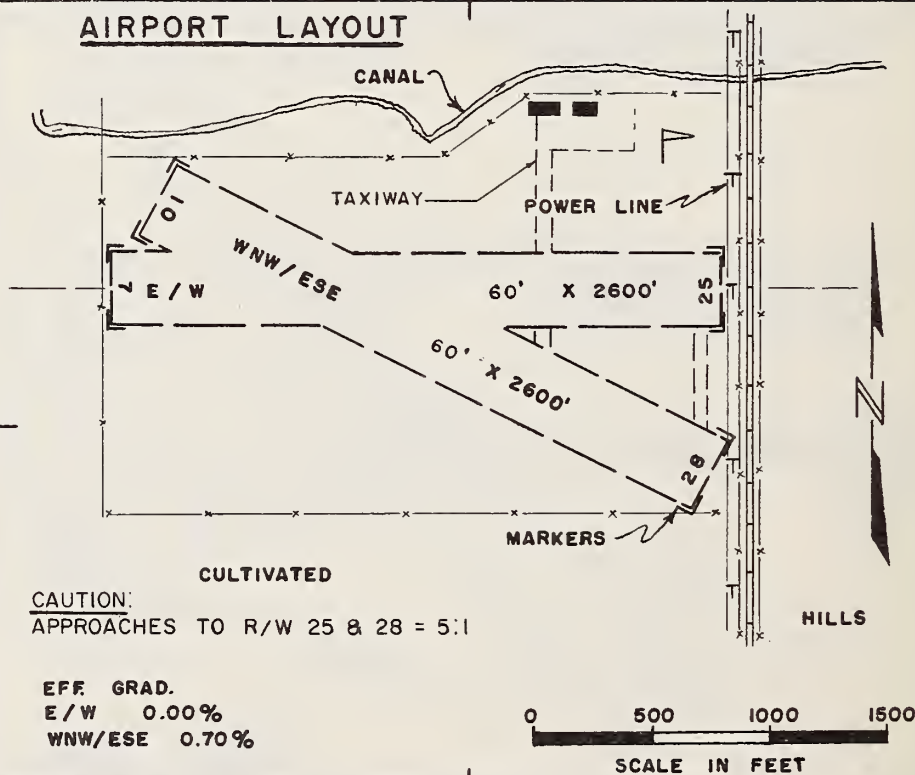 AIRPORT LAYOUT
CANAL
TAXIWAY
POWER LINE
10
WNW/ESE
7
E/W
60' X 2600'
25
60' X 2600'
28
N
MARKERS
CULTIVATED
CAUTION:
APPROACHES TO R/W 25 & 28 = 5:1
HILLS
EFF. GRAD.
E/W 0.00%
WNW/ESE 0.70%
0 500 1000 1500
SCALE IN FEET